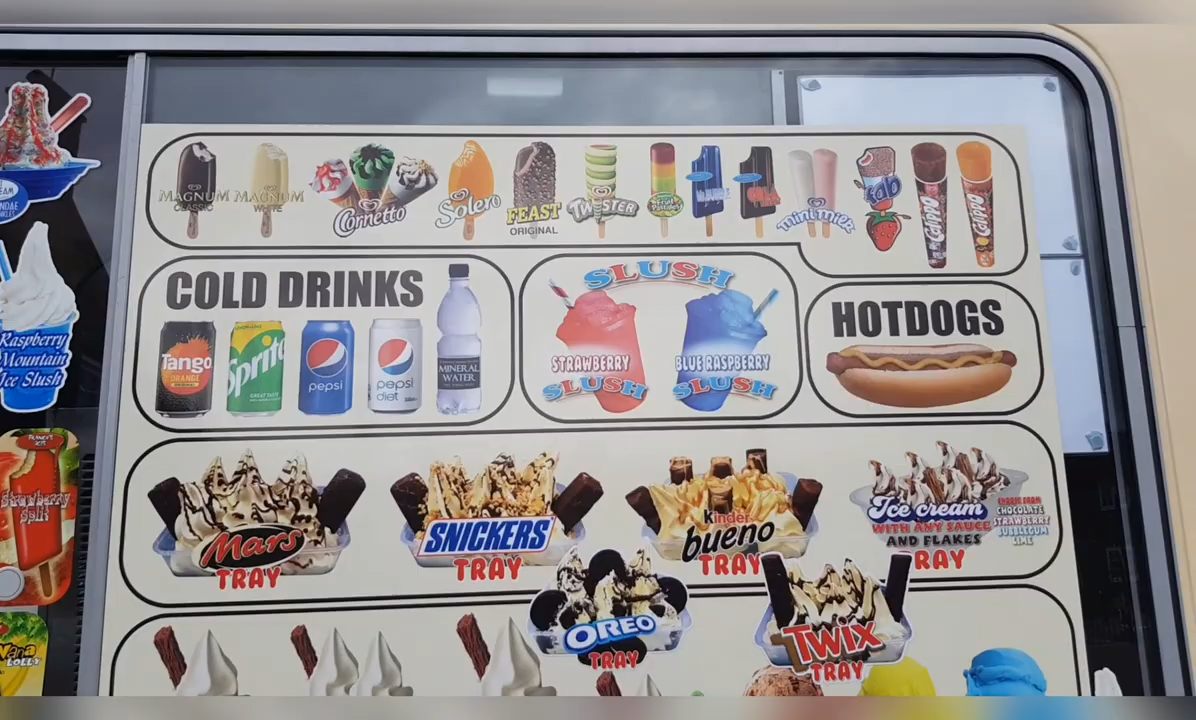 MAGNUM
CLASSIC
MAGNUM
WHITE
Cornetto
Solero
FEAST
ORIGINAL
TWISTER
Fruit
Pastilles
mini milk
fab
CALIPPO
CALIPPO
COLD DRINKS
Tango
ORANGE
Sprite
pepsi
pepsi
diet
MINERAL
WATER
SLUSH
STRAWBERRY
SLUSH
BLUE RASPBERRY
SLUSH
HOTDOGS
Raspberry
Mountain
Ice Slush
Strawberry
Split
Mars
TRAY
SNICKERS
TRAY
kinder
bueno
TRAY
Ice cream
WITH ANY SAUCE
AND FLAKES
TRAY
CHOCOLATE
STRAWBERRY
BUBBLEGUM
LIME
OREO
TRAY
TWIX
TRAY
LOLLY